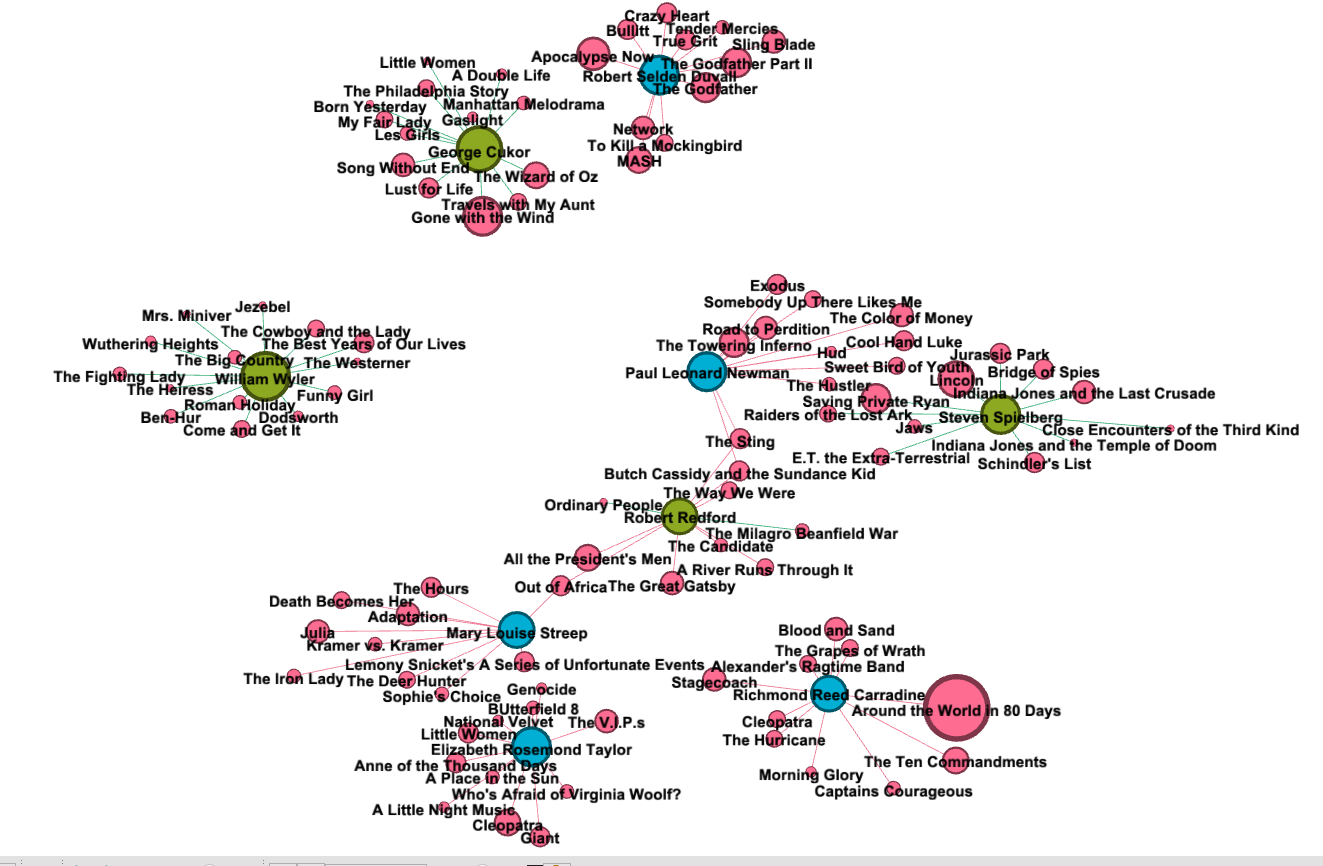 Crazy Heart
Bullitt
Tender Mercies
True Grit
Sling Blade
Apocalypse Now
The Godfather Part II
Robert Selden Duvall
The Godfather
Network
To Kill a Mockingbird
MASH
Little Women
A Double Life
The Philadelphia Story
Born Yesterday
Manhattan Melodrama
My Fair Lady
Gaslight
Les Girls
George Cukor
Song Without End
The Wizard of Oz
Lust for Life
Travels with My Aunt
Gone with the Wind
Jezebel
Mrs. Miniver
The Cowboy and the Lady
Wuthering Heights
The Best Years of Our Lives
The Big Country
The Westerner
The Fighting Lady
William Wyler
The Heiress
Funny Girl
Roman Holiday
Ben-Hur
Dodsworth
Come and Get It
Exodus
Somebody Up There Likes Me
The Color of Money
Road to Perdition
The Towering Inferno
Cool Hand Luke
Hud
Paul Leonard Newman
Sweet Bird of Youth
The Hustler
Saving Private Ryan
Raiders of the Lost Ark
Jurassic Park
Bridge of Spies
Lincoln
Indiana Jones and the Last Crusade
Steven Spielberg
Jaws
Close Encounters of the Third Kind
Indiana Jones and the Temple of Doom
E.T. the Extra-Terrestrial
Schindler's List
The Sting
Butch Cassidy and the Sundance Kid
The Way We Were
Ordinary People
Robert Redford
The Milagro Beanfield War
The Candidate
All the President's Men
A River Runs Through It
Out of Africa
The Great Gatsby
The Hours
Death Becomes Her
Adaptation
Julia
Mary Louise Streep
Kramer vs. Kramer
Lemony Snicket's A Series of Unfortunate Events
The Iron Lady
The Deer Hunter
Sophie's Choice
Genocide
BUtterfield 8
National Velvet
The V.I.P.s
Little Women
Elizabeth Rosemond Taylor
Anne of the Thousand Days
A Place in the Sun
Who's Afraid of Virginia Woolf?
A Little Night Music
Cleopatra
Giant
Blood and Sand
The Grapes of Wrath
Alexander's Ragtime Band
Stagecoach
Richmond Reed Carradine
Around the World in 80 Days
Cleopatra
The Hurricane
The Ten Commandments
Morning Glory
Captains Courageous